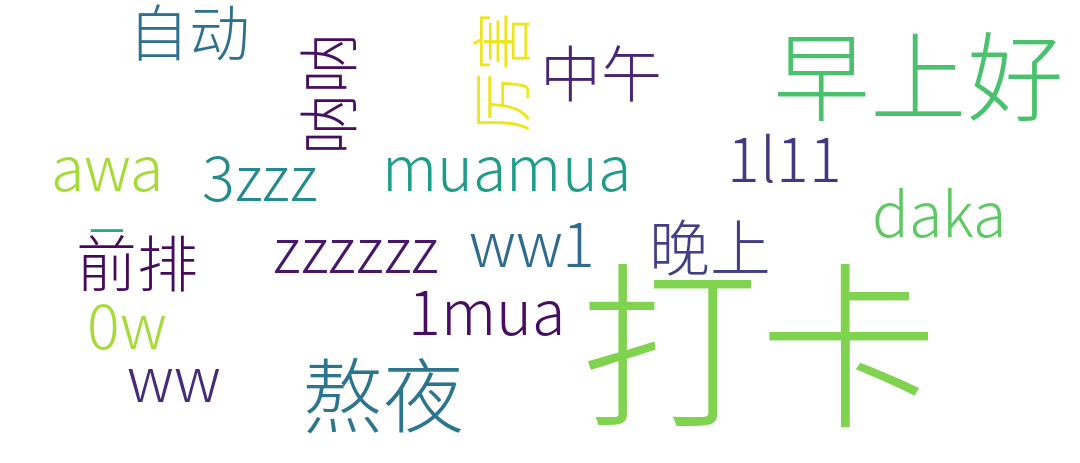 自动
呐呐
厉害
中午
早上好
awa
3zzz
muamua
1l11
daka
前排
zzzzzz
ww1
晚上
0w
1mua
打卡
ww
熬夜